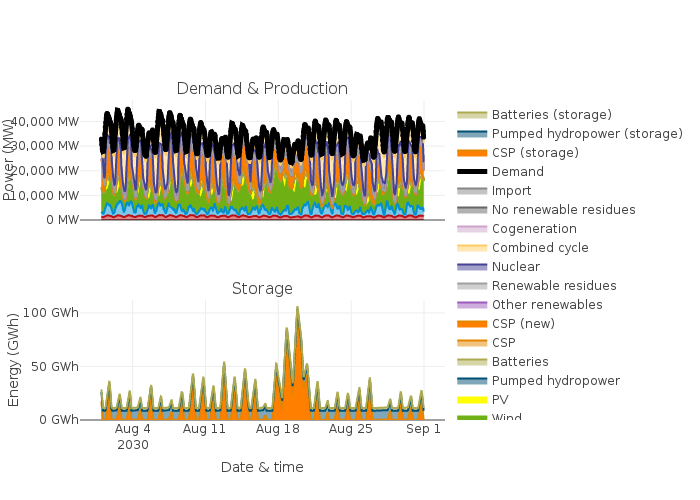 Demand & Production
Power (MW)
40,000 MW
30,000 MW
20,000 MW
10,000 MW
0 MW
Storage
Energy (GWh)
100 GWh
50 GWh
0 GWh
Aug 4
2030
Aug 11
Aug 18
Aug 25
Sep 1
Date & time
Batteries (storage)
Pumped hydropower (storage)
CSP (storage)
Demand
Import
No renewable residues
Cogeneration
Combined cycle
Nuclear
Renewable residues
Other renewables
CSP (new)
CSP
Batteries
Pumped hydropower
PV
Wind